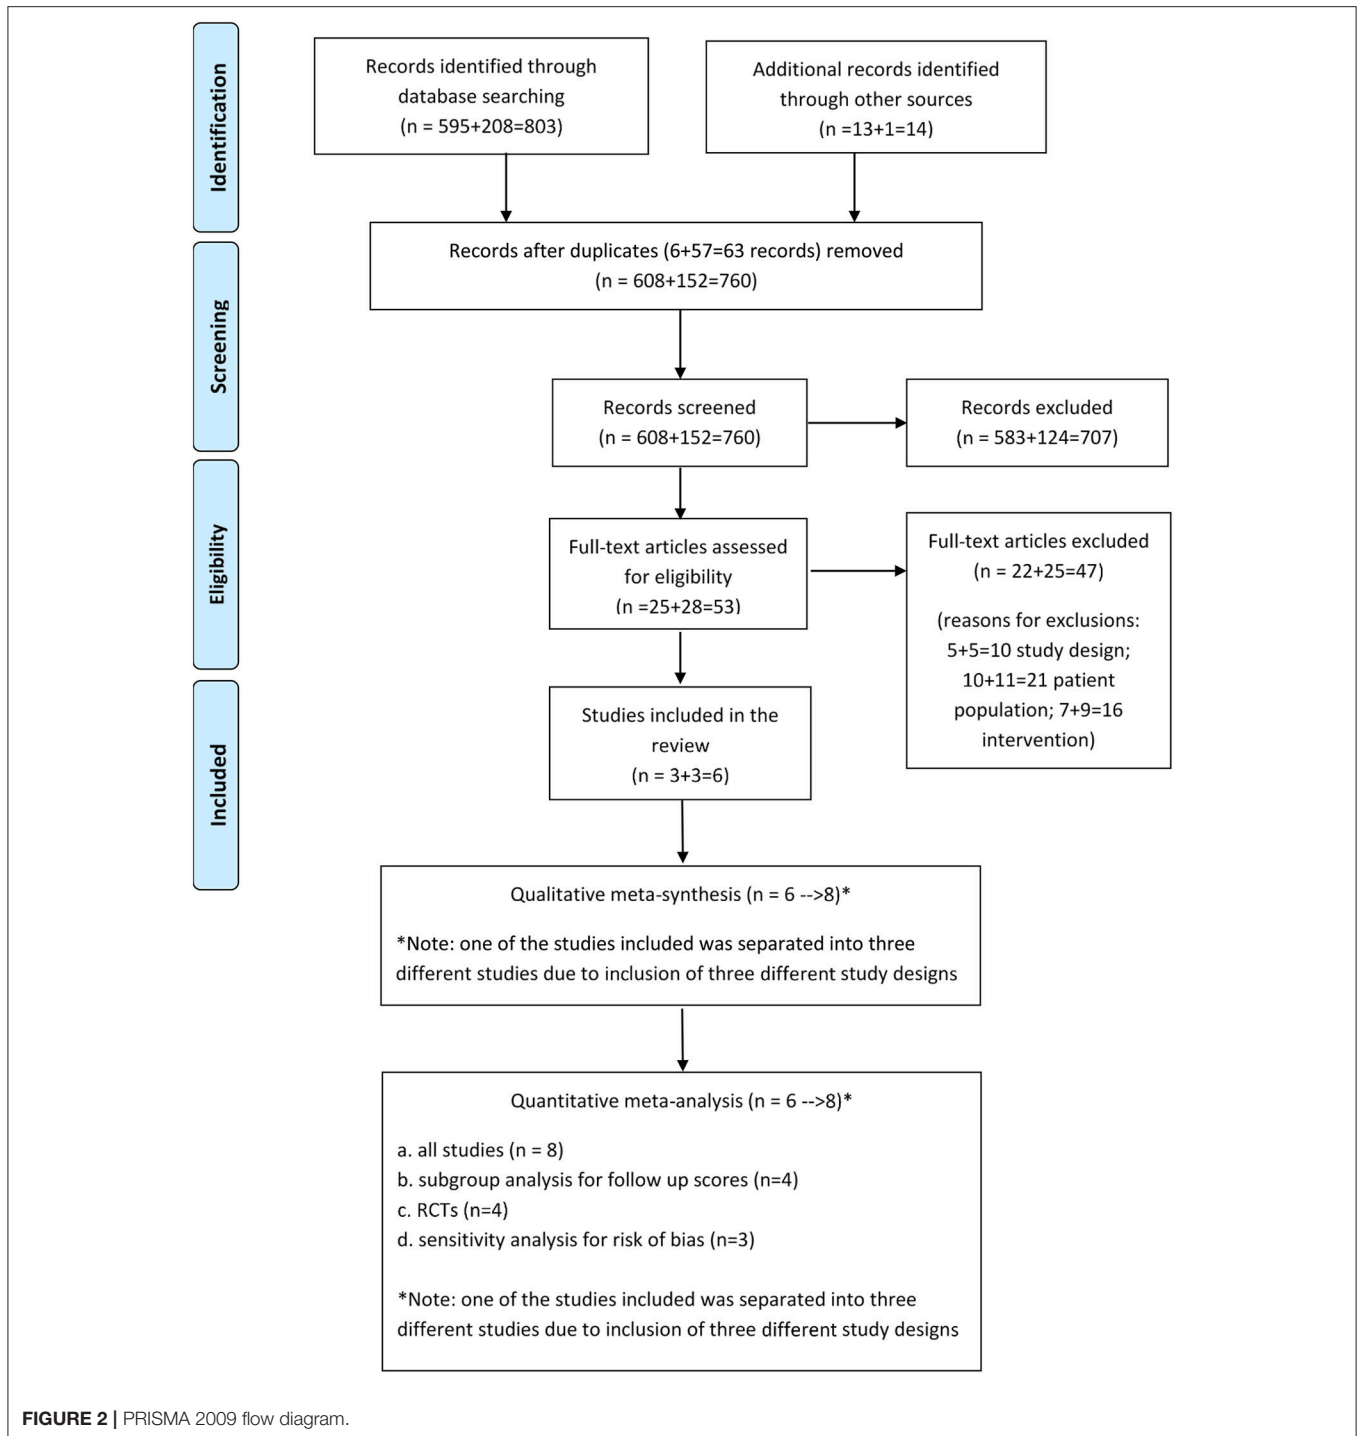 Identification
Records identified through
database searching
(n = 595+208=803)
Additional records identified
through other sources
(n =13+1=14)
Screening
Records after duplicates (6+57=63 records) removed
(n = 608+152=760)
Records screened
(n = 608+152=760)
Records excluded
(n = 583+124=707)
Eligibility
Full-text articles assessed
for eligibility
(n =25+28=53)
Full-text articles excluded
(n = 22+25=47)
(reasons for exclusions:
5+5=10 study design;
10+11=21 patient
population; 7+9=16
intervention)
Included
Studies included in the
review
(n = 3+3=6)
Qualitative meta-synthesis (n = 6 -->8)*
*Note: one of the studies included was separated into three
different studies due to inclusion of three different study designs
Quantitative meta-analysis (n = 6 -->8)*
a. all studies (n = 8)
b. subgroup analysis for follow up scores (n=4)
c. RCTs (n=4)
d. sensitivity analysis for risk of bias (n=3)
*Note: one of the studies included was separated into three
different studies due to inclusion of three different study designs
FIGURE 2 | PRISMA 2009 flow diagram.